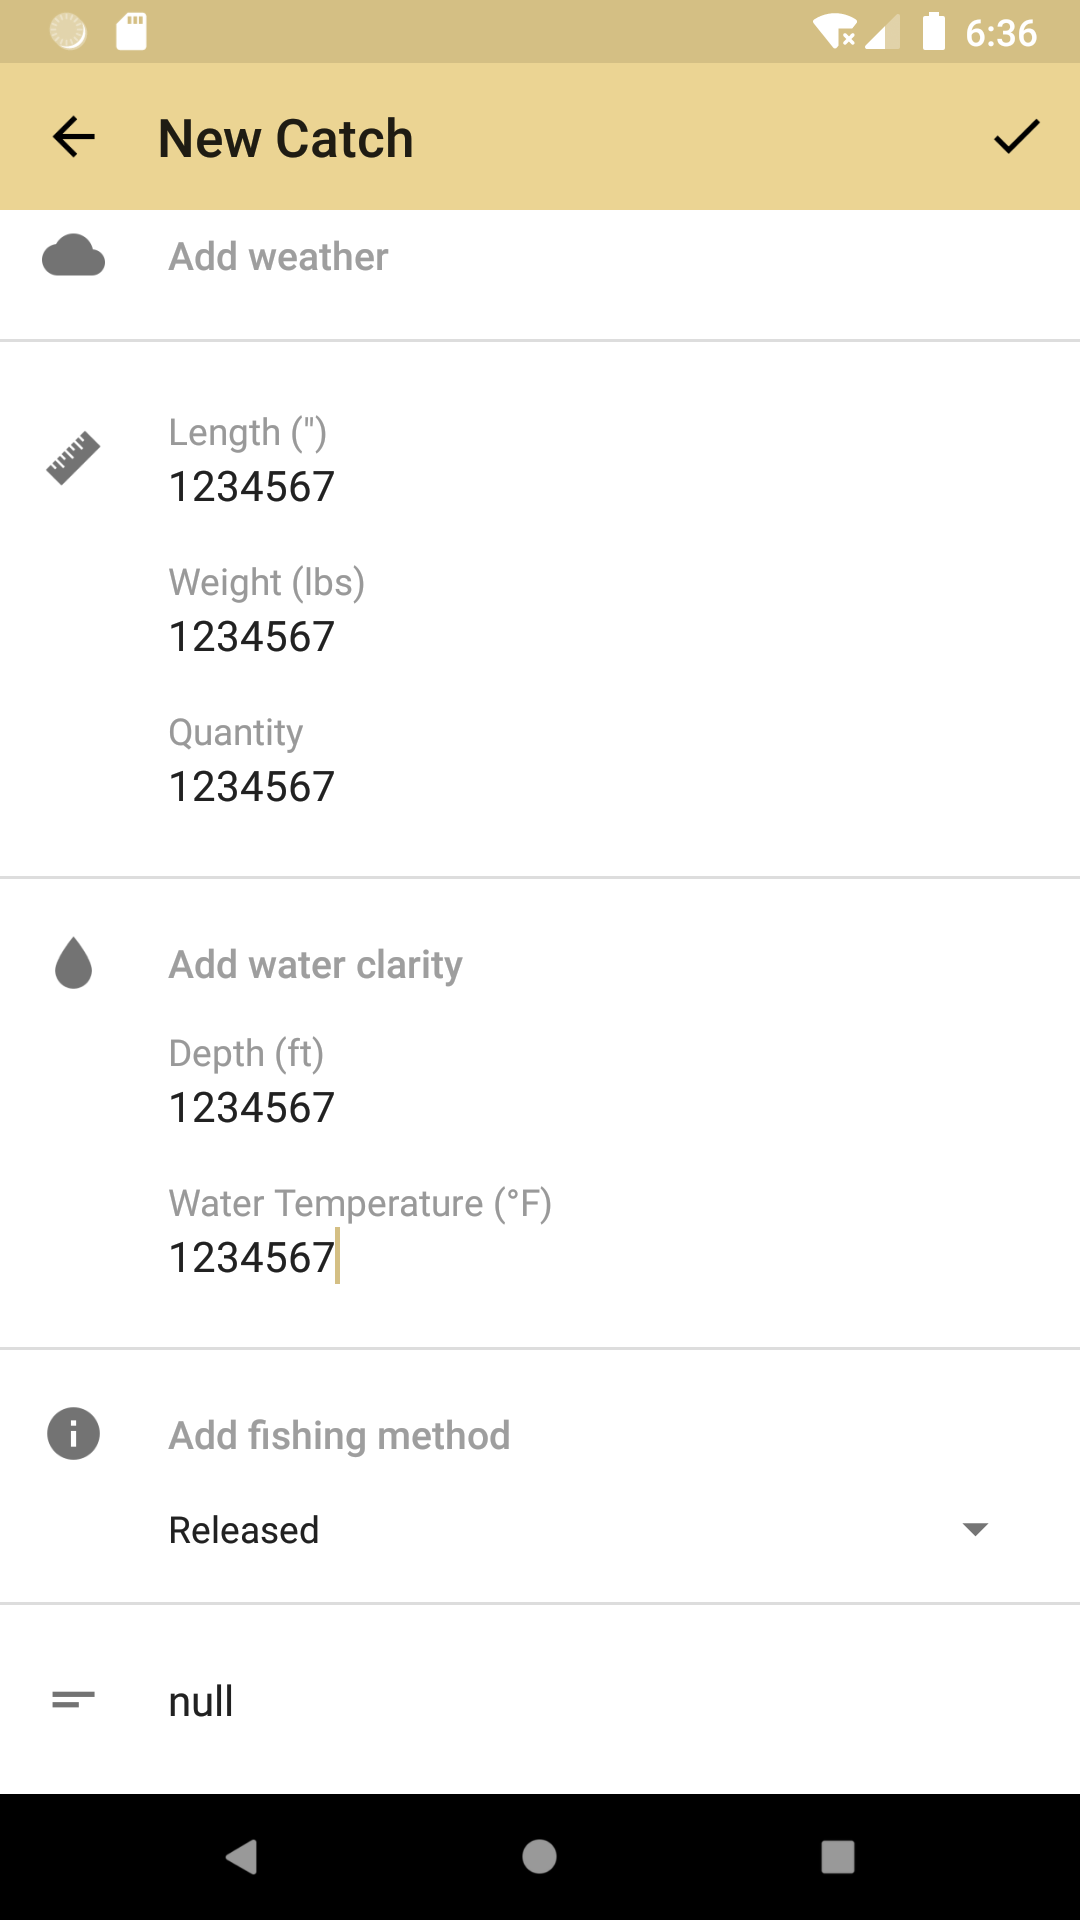 6:36
New Catch
Add weather
Length (")
1234567
Weight (lbs)
1234567
Quantity
1234567
Add water clarity
Depth (ft)
1234567
Water Temperature (°F)
1234567
Add fishing method
Released
null